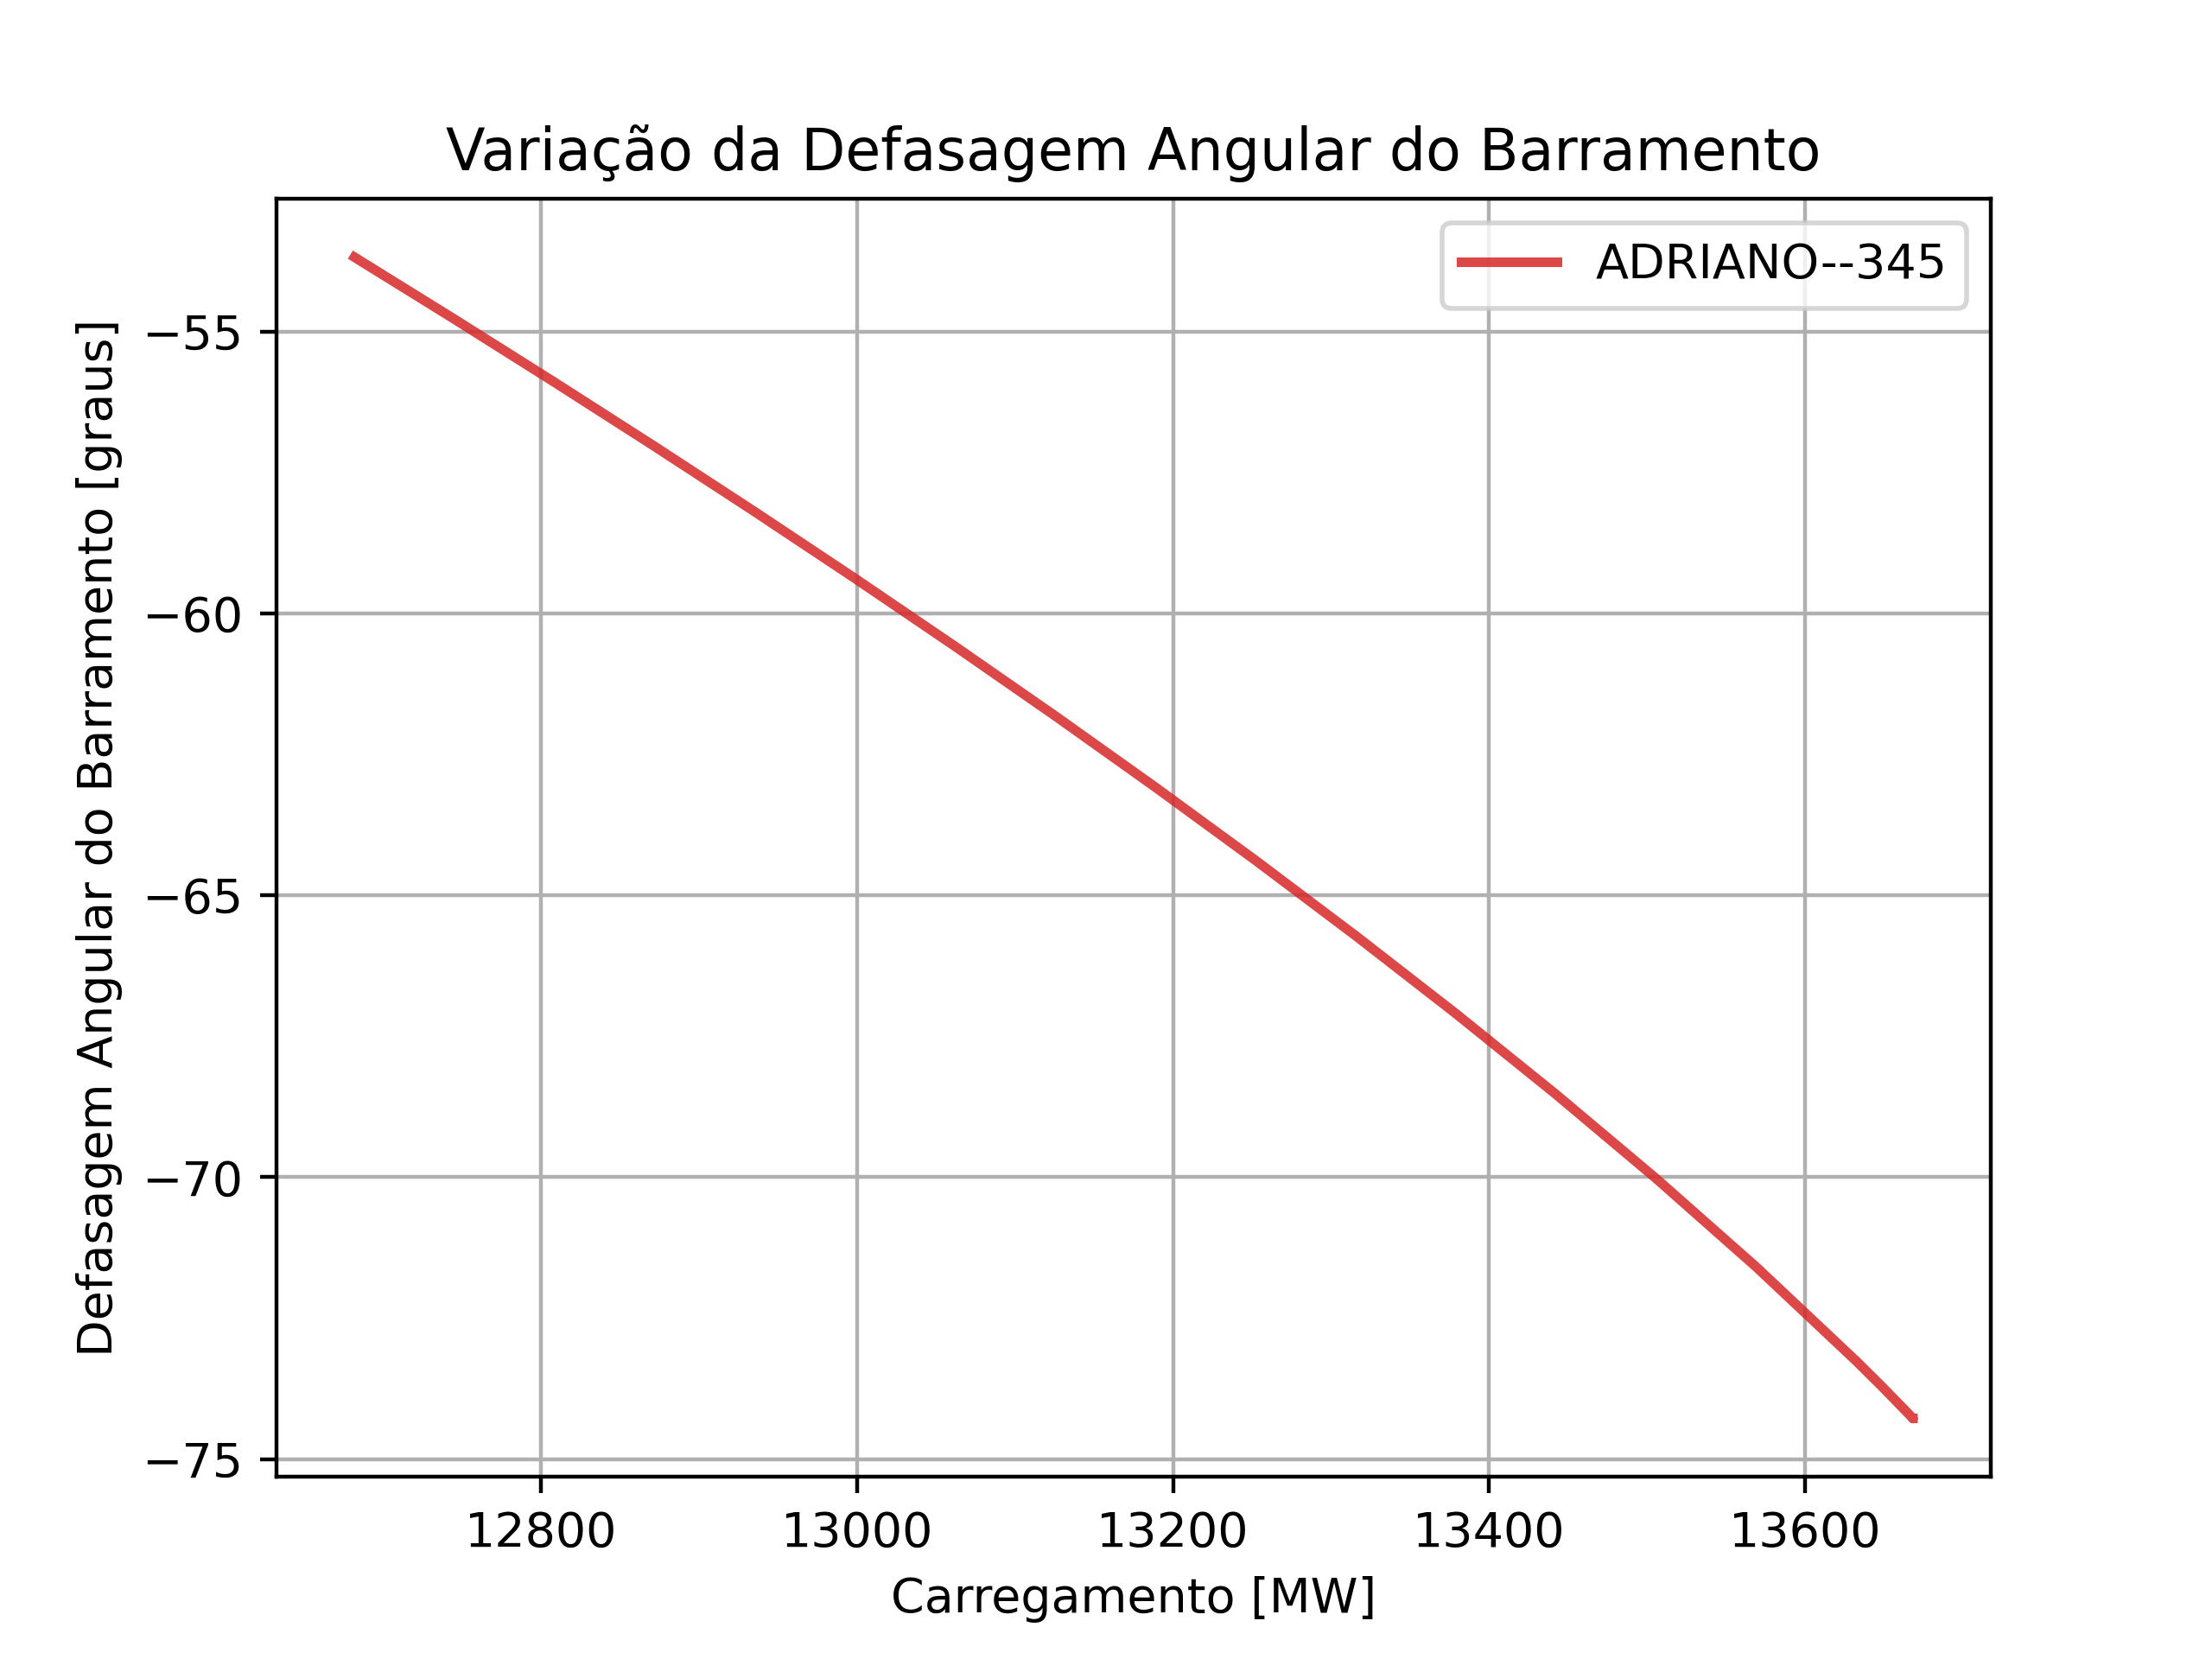 Variação da Defasagem Angular do Barramento
ADRIANO--345
Defasagem Angular do Barramento [graus]
−55
−60
−65
−70
−75
12800 13000 13200 13400 13600
Carregamento [MW]